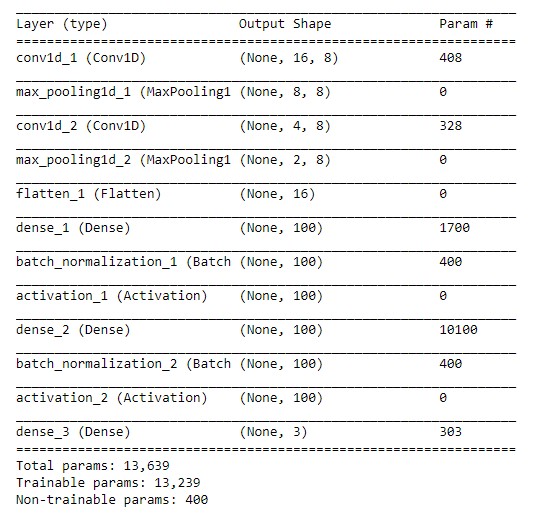 Layer (type) Output Shape Param #
conv1d_1 (Conv1D) (None, 16, 8) 408
max_pooling1d_1 (MaxPooling1 (None, 8, 8) 0
conv1d_2 (Conv1D) (None, 4, 8) 328
max_pooling1d_2 (MaxPooling1 (None, 2, 8) 0
flatten_1 (Flatten) (None, 16) 0
dense_1 (Dense) (None, 100) 1700
batch_normalization_1 (Batch (None, 100) 400
activation_1 (Activation) (None, 100) 0
dense_2 (Dense) (None, 100) 10100
batch_normalization_2 (Batch (None, 100) 400
activation_2 (Activation) (None, 100) 0
dense_3 (Dense) (None, 3) 303
Total params: 13,639
Trainable params: 13,239
Non-trainable params: 400